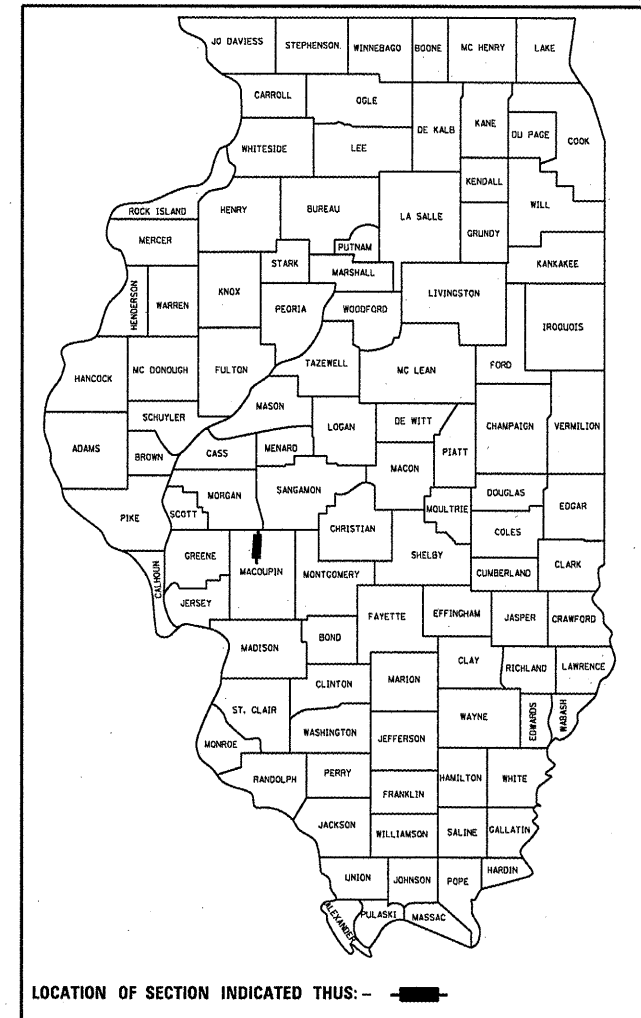 JO DAVIESS
STEPHENSON
WINNEBAGO
BOONE
MC HENRY
LAKE
CARROLL
OGLE
DE KALB
KANE
DU PAGE
COOK
WHITESIDE
LEE
KENDALL
WILL
ROCK ISLAND
HENRY
BUREAU
LA SALLE
GRUNDY
MERCER
PUTNAM
STARK
MARSHALL
KANKAKEE
HENDERSON
WARREN
KNOX
PEORIA
WOODFORD
LIVINGSTON
IROQUOIS
HANCOCK
MC DONOUGH
FULTON
TAZEWELL
MC LEAN
FORD
SCHUYLER
MASON
LOGAN
DE WITT
CHAMPAIGN
VERMILION
ADAMS
BROWN
CASS
MENARD
MACON
PIATT
PIKE
SCOTT
MORGAN
SANGAMON
CHRISTIAN
MOULTRIE
DOUGLAS
COLES
EDGAR
CALHOUN
GREENE
MACOUPIN
MONTGOMERY
SHELBY
CUMBERLAND
CLARK
JERSEY
FAYETTE
EFFINGHAM
JASPER
CRAWFORD
MADISON
BOND
CLAY
RICHLAND
LAWRENCE
CLINTON
MARION
ST. CLAIR
WAYNE
EDWARDS
WABASH
MONROE
WASHINGTON
JEFFERSON
RANDOLPH
PERRY
HAMILTON
WHITE
FRANKLIN
JACKSON
WILLIAMSON
SALINE
GALLATIN
UNION
JOHNSON
POPE
HARDIN
ALEXANDER
PULASKI
MASSAC
LOCATION OF SECTION INDICATED THUS: -